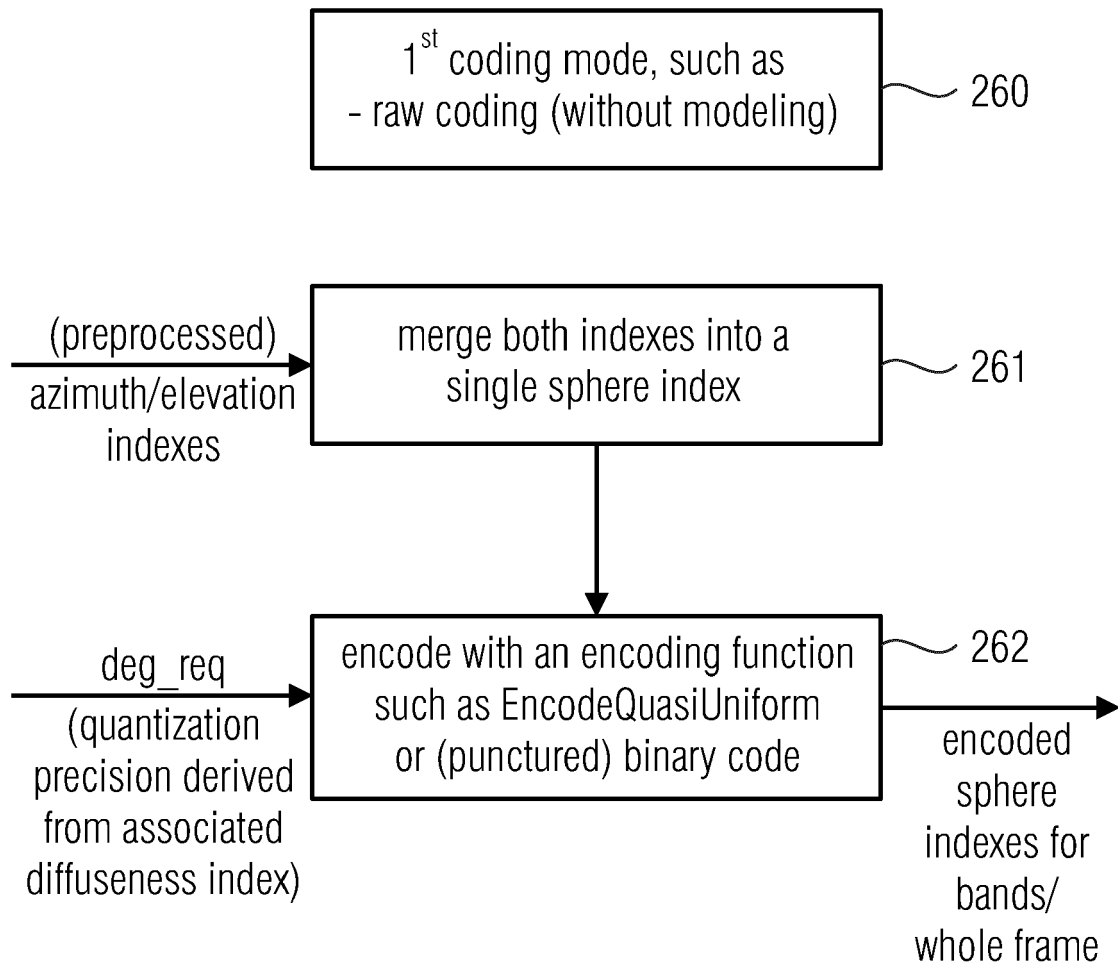 1st coding mode, such as
- raw coding (without modeling)
260
(preprocessed)
azimuth/elevation
indexes
merge both indexes into a
single sphere index
261
deg_req
(quantization
precision derived
from associated
diffuseness index)
encode with an encoding function
such as EncodeQuasiUniform
or (punctured) binary code
262
encoded
sphere
indexes for
bands/
whole frame